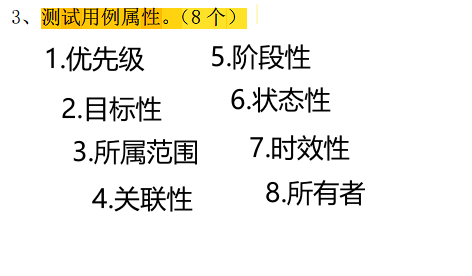 3、测试用例属性。（8 个）
1.优先级
2.目标性
3.所属范围
4.关联性
5.阶段性
6.状态性
7.时效性
8.所有者